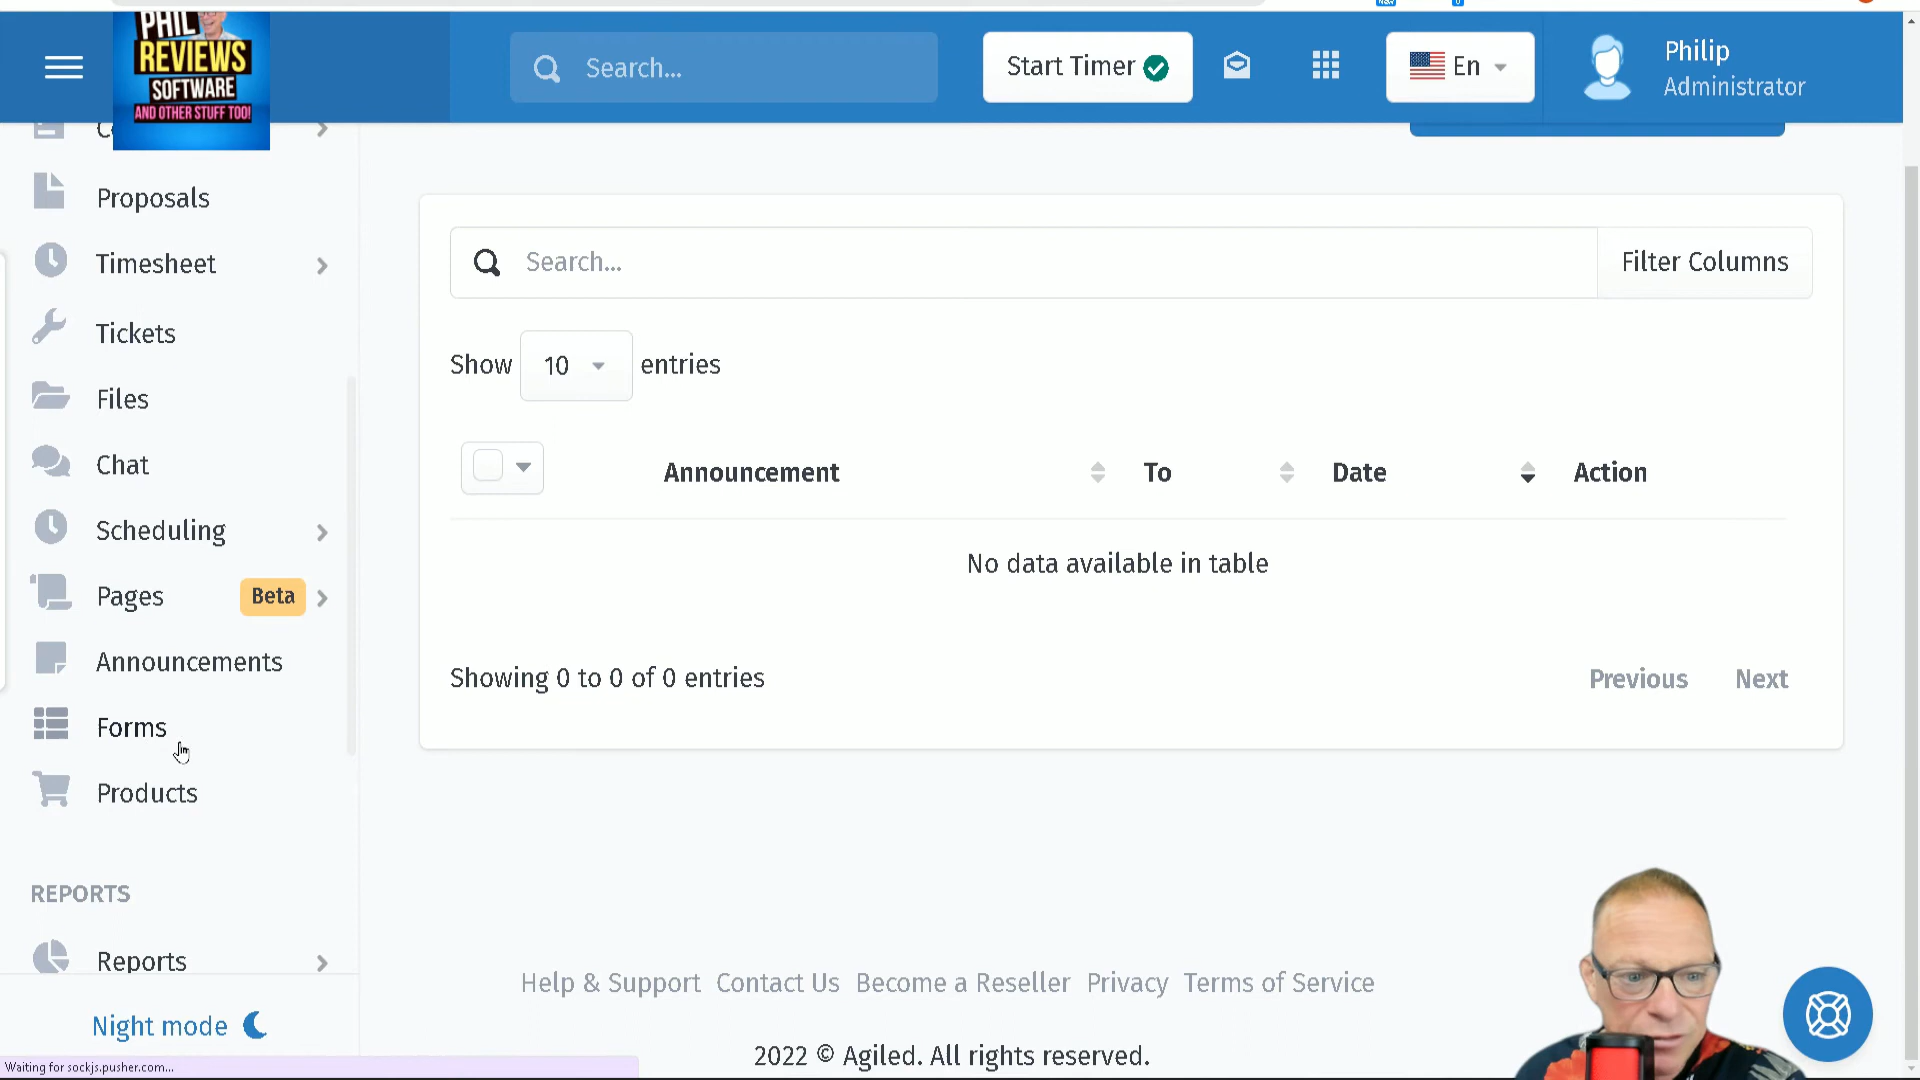 PHIL
REVIEWS
SOFTWARE
AND OTHER STUFF TOO!
Search...
Start Timer
En
Philip
Administrator
Proposals
Timesheet
Tickets
Files
Chat
Scheduling
Pages
Beta
Announcements
Forms
Products
REPORTS
Reports
Night mode
Waiting for sockjs.pusher.com...
Search...
Filter Columns
Show 10 entries
Announcement To Date Action
No data available in table
Showing 0 to 0 of 0 entries
Previous Next
Help & Support Contact Us Become a Reseller Privacy Terms of Service
2022 © Agiled. All rights reserved.